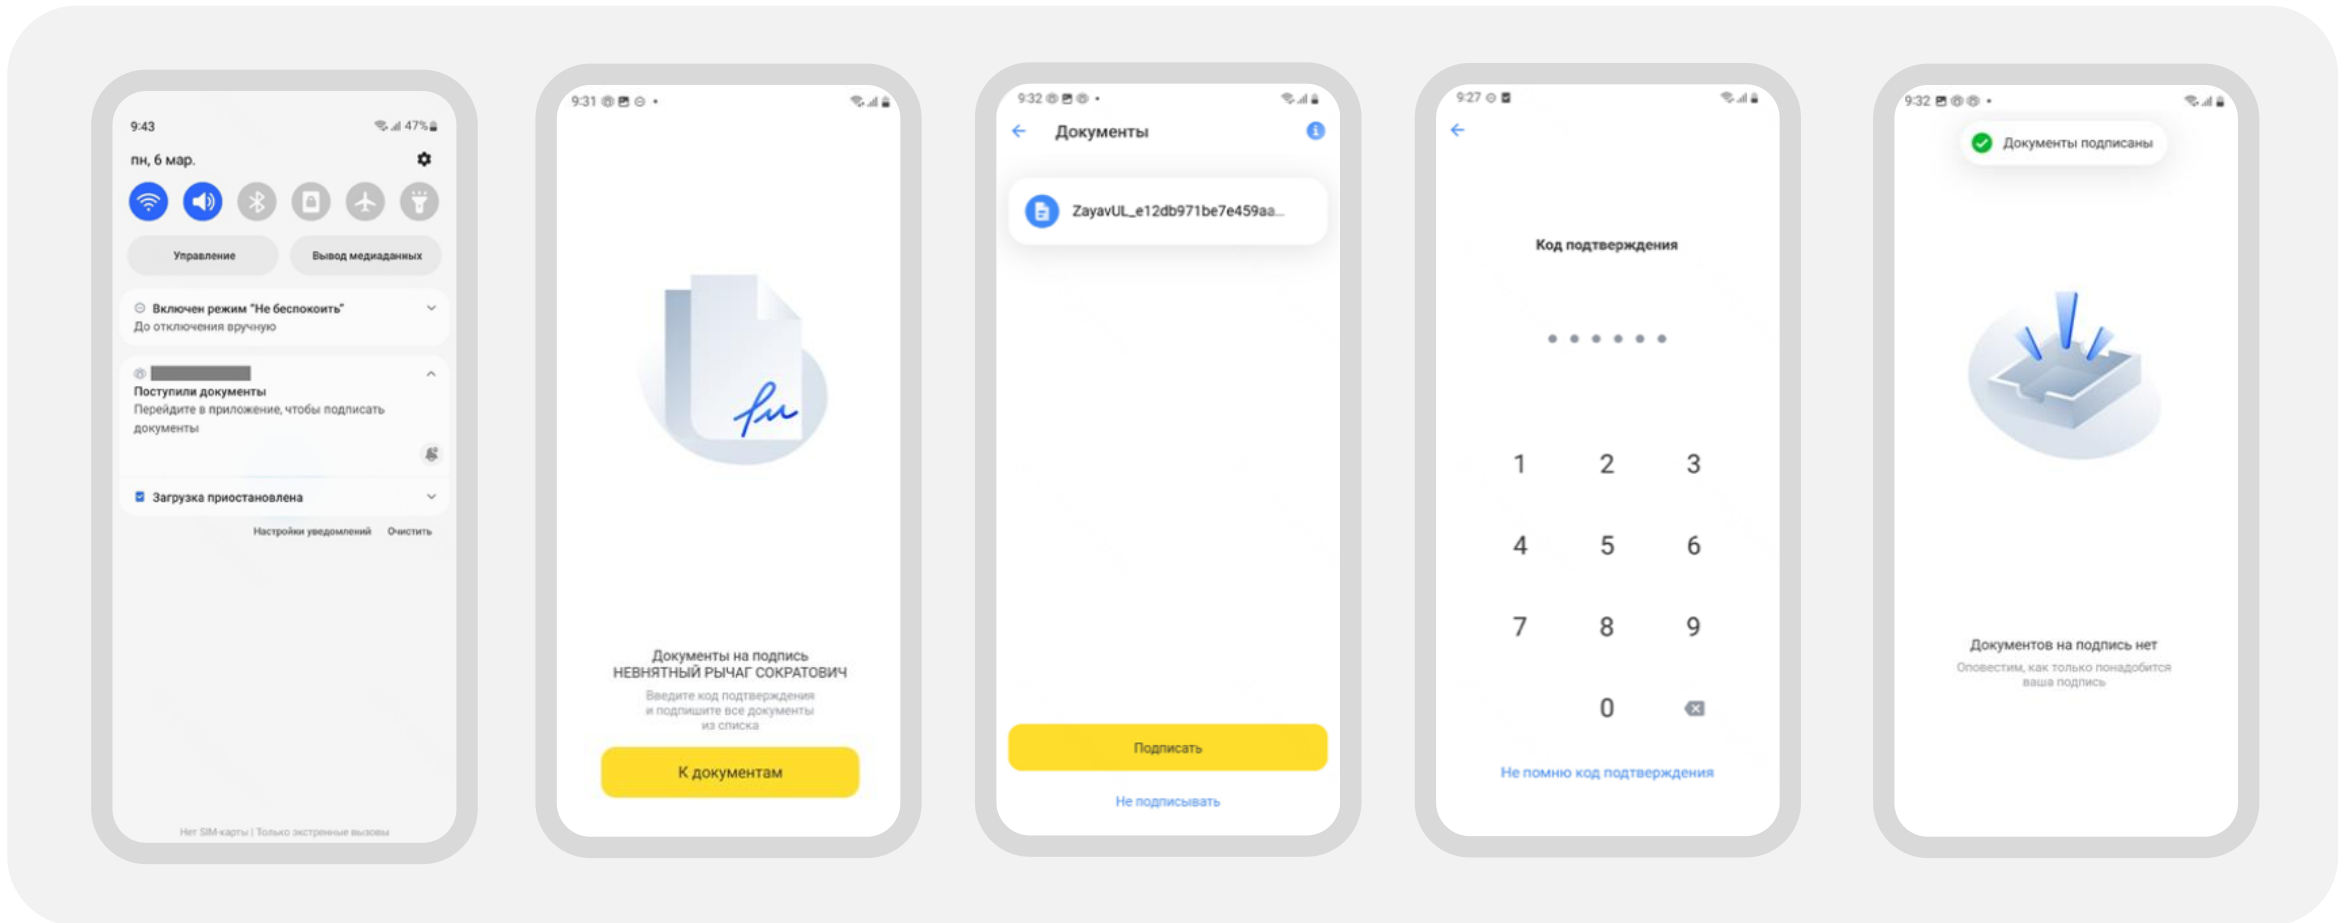 9:43
47%
пн, 6 мар.
Управление
Вывод медиаданных
Включен режим "Не беспокоить"
До отключения вручную
Поступили документы
Перейдите в приложение, чтобы подписать
документы
Загрузка приостановлена
Настройки уведомлений
Очистить
Нет SIM-карты | Только экстренные вызовы
9:31
Документы на подпись
НЕВНЯТНЫЙ РЫЧАГ СОКРАТОВИЧ
Введите код подтверждения
и подпишите все документы
из списка
К документам
9:32
Документы
ZayavUL_e12db971be7e459aa...
Подписать
Не подписывать
9:27
Код подтверждения
1 2 3
4 5 6
7 8 9
0
Не помню код подтверждения
9:32
Документы подписаны
Документов на подпись нет
Оповестим, как только понадобится
ваша подпись